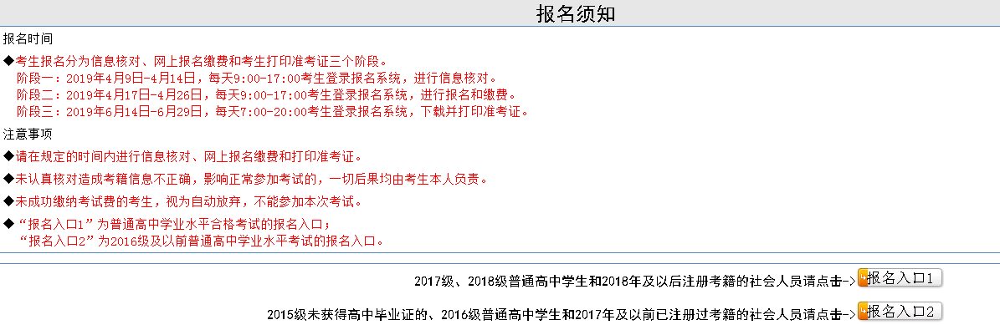 报名须知
报名时间
◆考生报名分为信息核对、网上报名缴费和考生打印准考证三个阶段。
阶段一：2019年4月9日-4月14日，每天9:00-17:00考生登录报名系统，进行信息核对。
阶段二：2019年4月17日-4月26日，每天9:00-17:00考生登录报名系统，进行报名和缴费。
阶段三：2019年6月14日-6月29日，每天7:00-20:00考生登录报名系统，下载并打印准考证。
注意事项
◆请在规定的时间内进行信息核对、网上报名缴费和打印准考证。
◆未认真核对造成考籍信息不正确，影响正常参加考试的，一切后果均由考生本人负责。
◆未成功缴纳考试费的考生，视为自动放弃，不能参加本次考试。
◆“报名入口1”为普通高中学业水平合格考试的报名入口；
“报名入口2”为2016级及以前普通高中学业水平考试的报名入口。
2017级、2018级普通高中学生和2018年及以后注册考籍的社会人员请点击->报名入口1
2015级未获得高中毕业证的、2016级普通高中学生和2017年及以前已注册过考籍的社会人员请点击->报名入口2